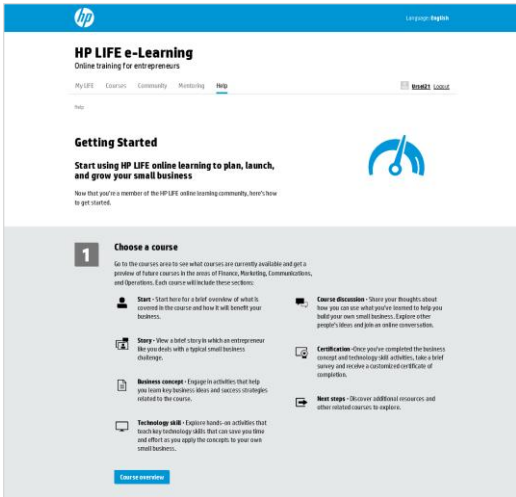 hp
Language: English
HP LIFE e-Learning
Online training for entrepreneurs
My LIFE Courses Community Mentoring Help
Logout
Help
Getting Started
Start using HP LIFE online learning to plan, launch,
and grow your small business
Now that you're a member of the HP LIFE online learning community, here's how
to get started.
1
Choose a course
Go to the courses area to see what courses are currently available and get a
preview of future courses in the areas of Finance, Marketing, Communications,
and Operations. Each course will include these sections:
Start - Start here for a brief overview of what is
covered in the course and how it will benefit your
business.
Story - View a brief story in which an entrepreneur
like you deals with a typical small business
challenge.
Business concept - Engage in activities that help
you learn key business ideas and success strategies
related to the course.
Technology skill - Explore hands-on activities that
teach key technology skills that can save you time
and effort as you apply the concepts to your own
small business.
Course discussion - Share your thoughts about
how you can use what you've learned to help you
build your own small business. Explore other
people's ideas and join an online conversation.
Certification -Once you've completed the business
concept and technology skill activities, take a brief
survey and receive a customized certificate of
completion.
Next steps - Discover additional resources and
other related courses to explore.
Course overview